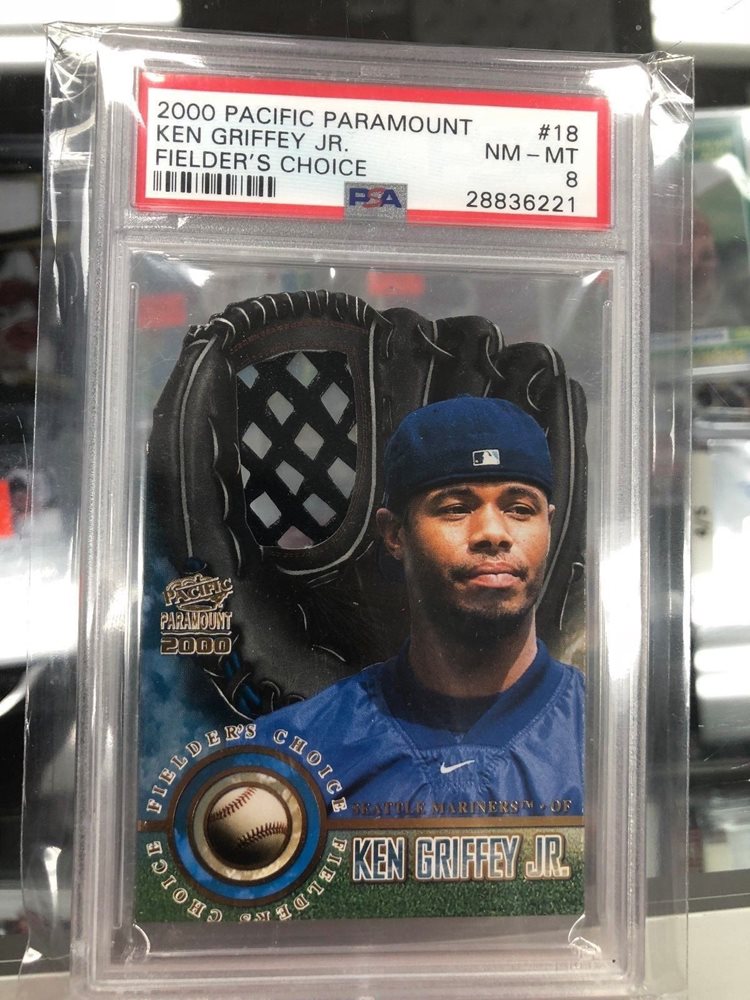 2000 PACIFIC PARAMOUNT #18
KEN GRIFFEY JR. NM – MT
FIELDER'S CHOICE 8
PSA 28836221
PACIFIC
PARAMOUNT
2000
FIELDER'S CHOICE
FIELDER'S CHOICE
SEATTLE MARINERS™ - OF
KEN GRIFFEY JR.